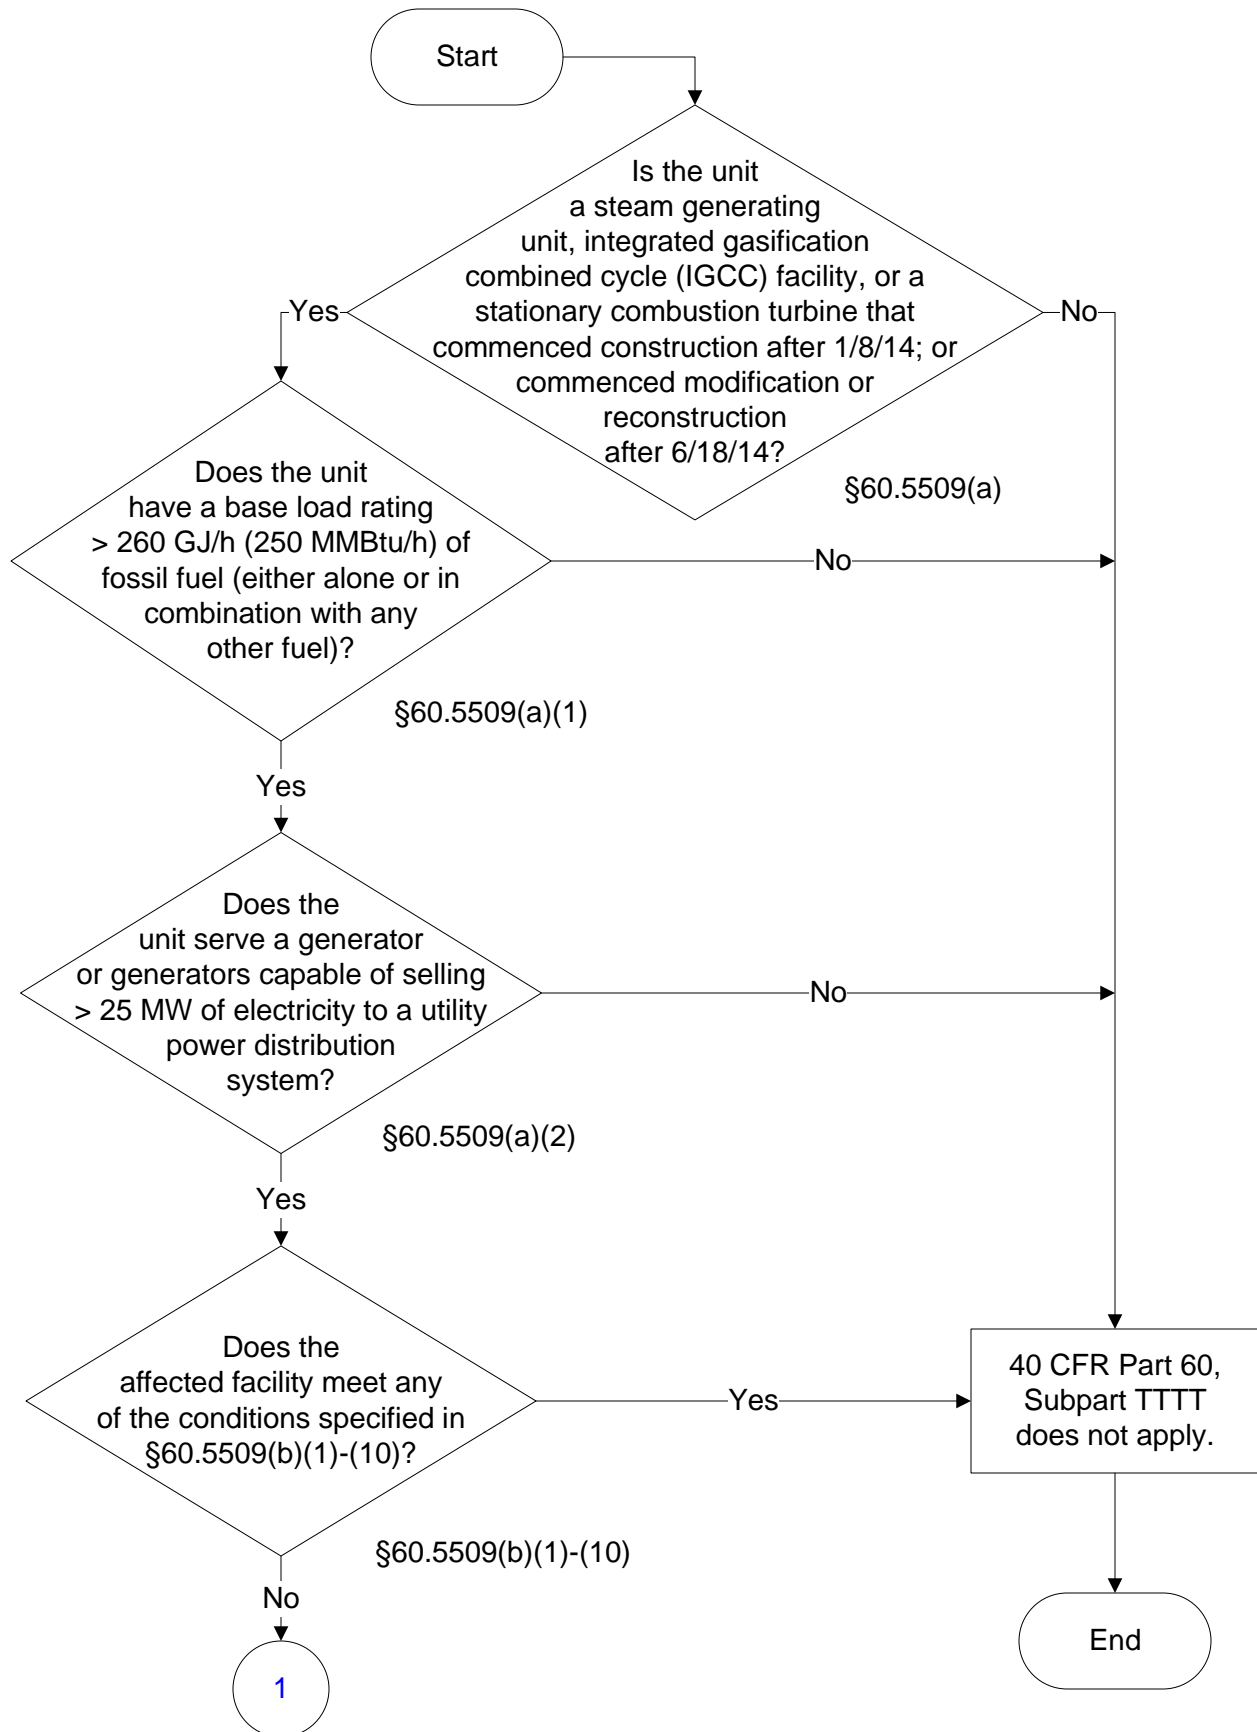 Start
Is the unit
a steam generating
unit, integrated gasification
combined cycle (IGCC) facility, or a
stationary combustion turbine that
commenced construction after 1/8/14; or
commenced modification or
reconstruction
after 6/18/14?
Yes
No
§60.5509(a)
Does the unit
have a base load rating
> 260 GJ/h (250 MMBtu/h) of
fossil fuel (either alone or in
combination with any
other fuel)?
No
§60.5509(a)(1)
Yes
Does the
unit serve a generator
or generators capable of selling
> 25 MW of electricity to a utility
power distribution
system?
No
§60.5509(a)(2)
Yes
Does the
affected facility meet any
of the conditions specified in
§60.5509(b)(1)-(10)?
Yes
40 CFR Part 60,
Subpart TTTT
does not apply.
§60.5509(b)(1)-(10)
No
1
End